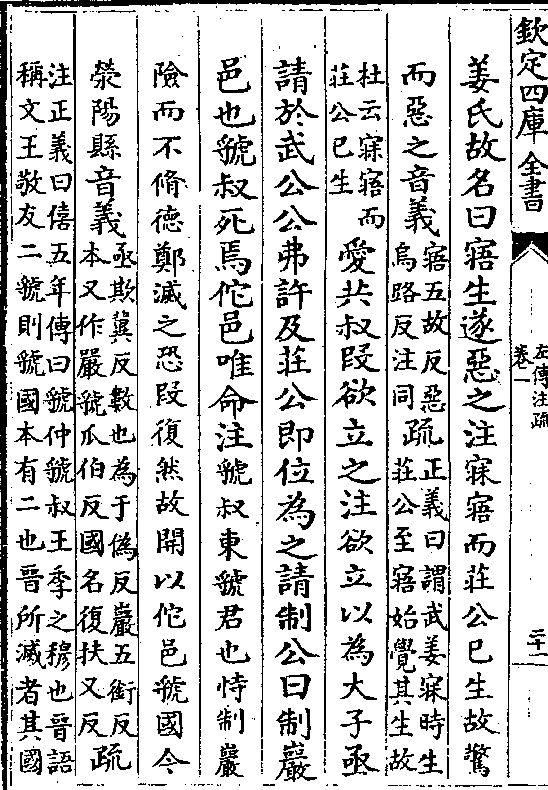 欽定四庫全書
左傳注疏
卷一
二十一
姜氏故名曰寤生遂惡之注寐寤而莊公已生故驚
而惡之音義寤五故反惡
烏路反注同疏正義曰謂武姜寐時生
莊公至寤始覺其生故
杜云寐寤而
莊公已生愛共叔段欲立之注欲立以為大子亟
請於武公公弗許及莊公即位為之請制公曰制巖
邑也虢叔死焉佗邑唯命注虢叔東虢君也恃制巖
險而不脩德鄭滅之恐段復然故開以佗邑虢國今
滎陽縣音義亟欺冀反數也為于偽反巖五銜反
本又作嚴虢瓜伯反國名復扶又反疏
注正義曰僖五年傳曰虢仲虢叔王季之穆也晉語
稱文王敬友二虢則虢國本有二也晉所滅者其國